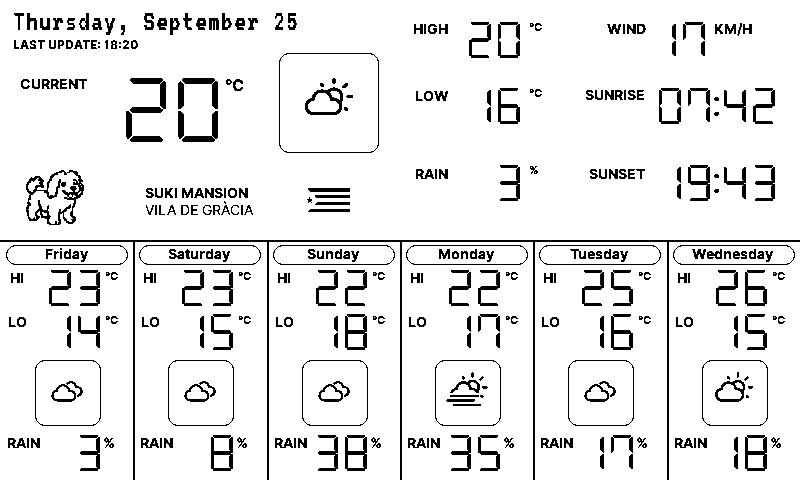 Thursday, September 25
LAST UPDATE: 18:20
CURRENT 20 °C
HIGH 20 °C
WIND 17 KM/H
LOW 16 °C
SUNRISE 07:42
RAIN 3 %
SUNSET 19:43
SUKI MANSION
VILA DE GRÀCIA
Friday
HI 23 °C
LO 14 °C
RAIN 3 %
Saturday
HI 23 °C
LO 15 °C
RAIN 8 %
Sunday
HI 22 °C
LO 18 °C
RAIN 38 %
Monday
HI 22 °C
LO 17 °C
RAIN 35 %
Tuesday
HI 25 °C
LO 16 °C
RAIN 17 %
Wednesday
HI 26 °C
LO 15 °C
RAIN 18 %